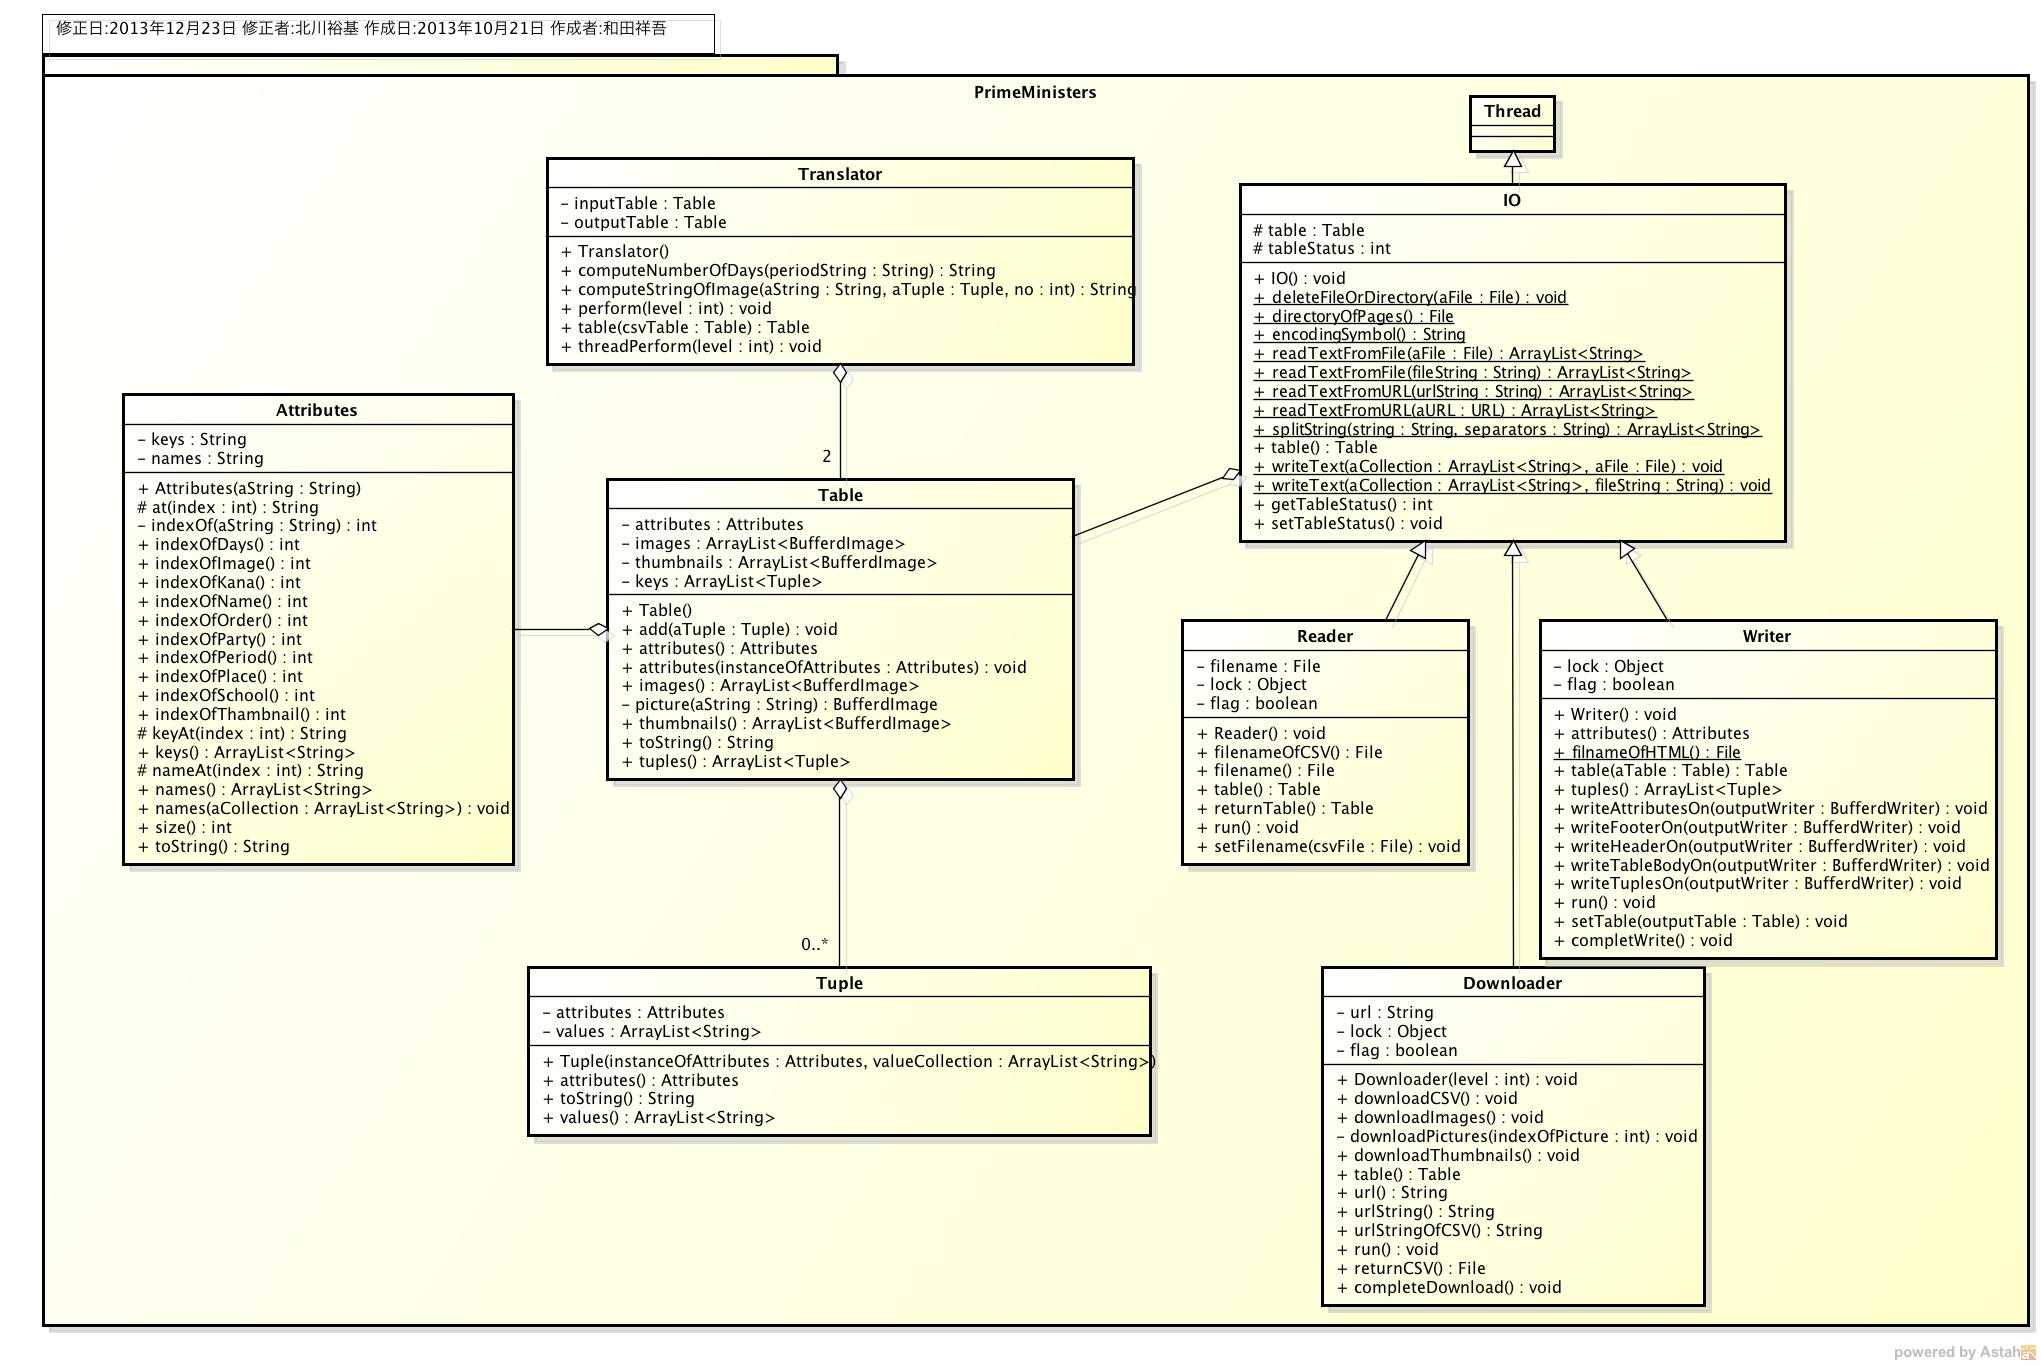 修正日:2013年12月23日 修正者:北川裕基 作成日:2013年10月21日 作成者:和田祥吾
PrimeMinisters
Thread
Translator
- inputTable : Table
- outputTable : Table
+ Translator()
+ computeNumberOfDays(periodString : String) : String
+ computeStringOfImage(aString : String, aTuple : Tuple, no : int) : String
+ perform(level : int) : void
+ table(csvTable : Table) : Table
+ threadPerform(level : int) : void
2
IO
# table : Table
# tableStatus : int
+ IO() : void
+ deleteFileOrDirectory(aFile : File) : void
+ directoryOfPages() : File
+ encodingSymbol() : String
+ readTextFromFile(aFile : File) : ArrayList<String>
+ readTextFromFile(fileString : String) : ArrayList<String>
+ readTextFromURL(urlString : String) : ArrayList<String>
+ readTextFromURL(aURL : URL) : ArrayList<String>
+ splitString(string : String, separators : String) : ArrayList<String>
+ table() : Table
+ writeText(aCollection : ArrayList<String>, aFile : File) : void
+ writeText(aCollection : ArrayList<String>, fileString : String) : void
+ getTableStatus() : int
+ setTableStatus() : void
Attributes
- keys : String
- names : String
+ Attributes(aString : String)
# at(index : int) : String
- indexOf(aString : String) : int
+ indexOfDays() : int
+ indexOfImage() : int
+ indexOfKana() : int
+ indexOfName() : int
+ indexOfOrder() : int
+ indexOfParty() : int
+ indexOfPeriod() : int
+ indexOfPlace() : int
+ indexOfSchool() : int
+ indexOfThambnail() : int
# keyAt(index : int) : String
+ keys() : ArrayList<String>
# nameAt(index : int) : String
+ names() : ArrayList<String>
+ names(aCollection : ArrayList<String>) : void
+ size() : int
+ toString() : String
Table
- attributes : Attributes
- images : ArrayList<BufferdImage>
- thumbnails : ArrayList<BufferdImage>
- keys : ArrayList<Tuple>
+ Table()
+ add(aTuple : Tuple) : void
+ attributes() : Attributes
+ attributes(instanceOfAttributes : Attributes) : void
+ images() : ArrayList<BufferdImage>
- picture(aString : String) : BufferdImage
+ thumbnails() : ArrayList<BufferdImage>
+ toString() : String
+ tuples() : ArrayList<Tuple>
0..*
Reader
- filename : File
- lock : Object
- flag : boolean
+ Reader() : void
+ filenameOfCSV() : File
+ filename() : File
+ table() : Table
+ returnTable() : Table
+ run() : void
+ setFilename(csvFile : File) : void
Writer
- lock : Object
- flag : boolean
+ Writer() : void
+ attributes() : Attributes
+ filnameOfHTML() : File
+ table(aTable : Table) : Table
+ tuples() : ArrayList<Tuple>
+ writeAttributesOn(outputWriter : BufferdWriter) : void
+ writeFooterOn(outputWriter : BufferdWriter) : void
+ writeHeaderOn(outputWriter : BufferdWriter) : void
+ writeTableBodyOn(outputWriter : BufferdWriter) : void
+ writeTuplesOn(outputWriter : BufferdWriter) : void
+ run() : void
+ setTable(outputTable : Table) : void
+ completWrite() : void
Tuple
- attributes : Attributes
- values : ArrayList<String>
+ Tuple(instanceOfAttributes : Attributes, valueCollection : ArrayList<String>)
+ attributes() : Attributes
+ toString() : String
+ values() : ArrayList<String>
Downloader
- url : String
- lock : Object
- flag : boolean
+ Downloader(level : int) : void
+ downloadCSV() : void
+ downloadImages() : void
- downloadPictures(indexOfPicture : int) : void
+ downloadThumbnails() : void
+ table() : Table
+ url() : String
+ urlString() : String
+ urlStringOfCSV() : String
+ run() : void
+ returnCSV() : File
+ completeDownload() : void
powered by Astah